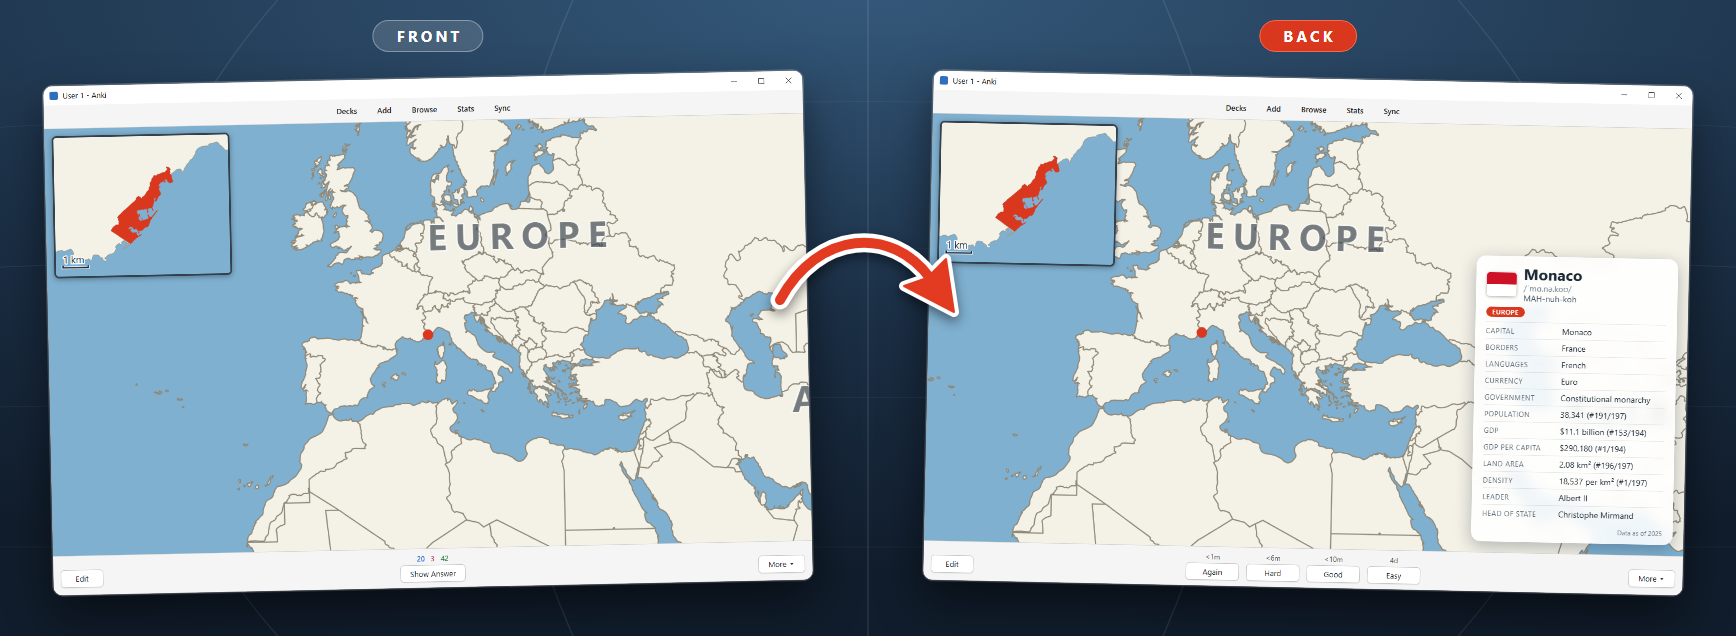 FRONT
BACK
User 1 - Anki
Decks Add Browse Stats Sync
1 km
EUROPE
A
20 3 42
Edit
Show Answer
More
User 1 - Anki
Decks Add Browse Stats Sync
1 km
EUROPE
Monaco
/ˈmɒ.nə.koʊ/
MAH-nuh-koh
EUROPE
CAPITAL Monaco
BORDERS France
LANGUAGES French
CURRENCY Euro
GOVERNMENT Constitutional monarchy
POPULATION 38,341 (#191/197)
GDP $11.1 billion (#153/194)
GDP PER CAPITA $290,180 (#1/194)
LAND AREA 2.08 km² (#196/197)
DENSITY 18,537 per km² (#1/197)
LEADER Albert II
HEAD OF STATE Christophe Mirmand
Data as of 2025
<1m <6m <10m 4d
Edit
Again Hard Good Easy
More